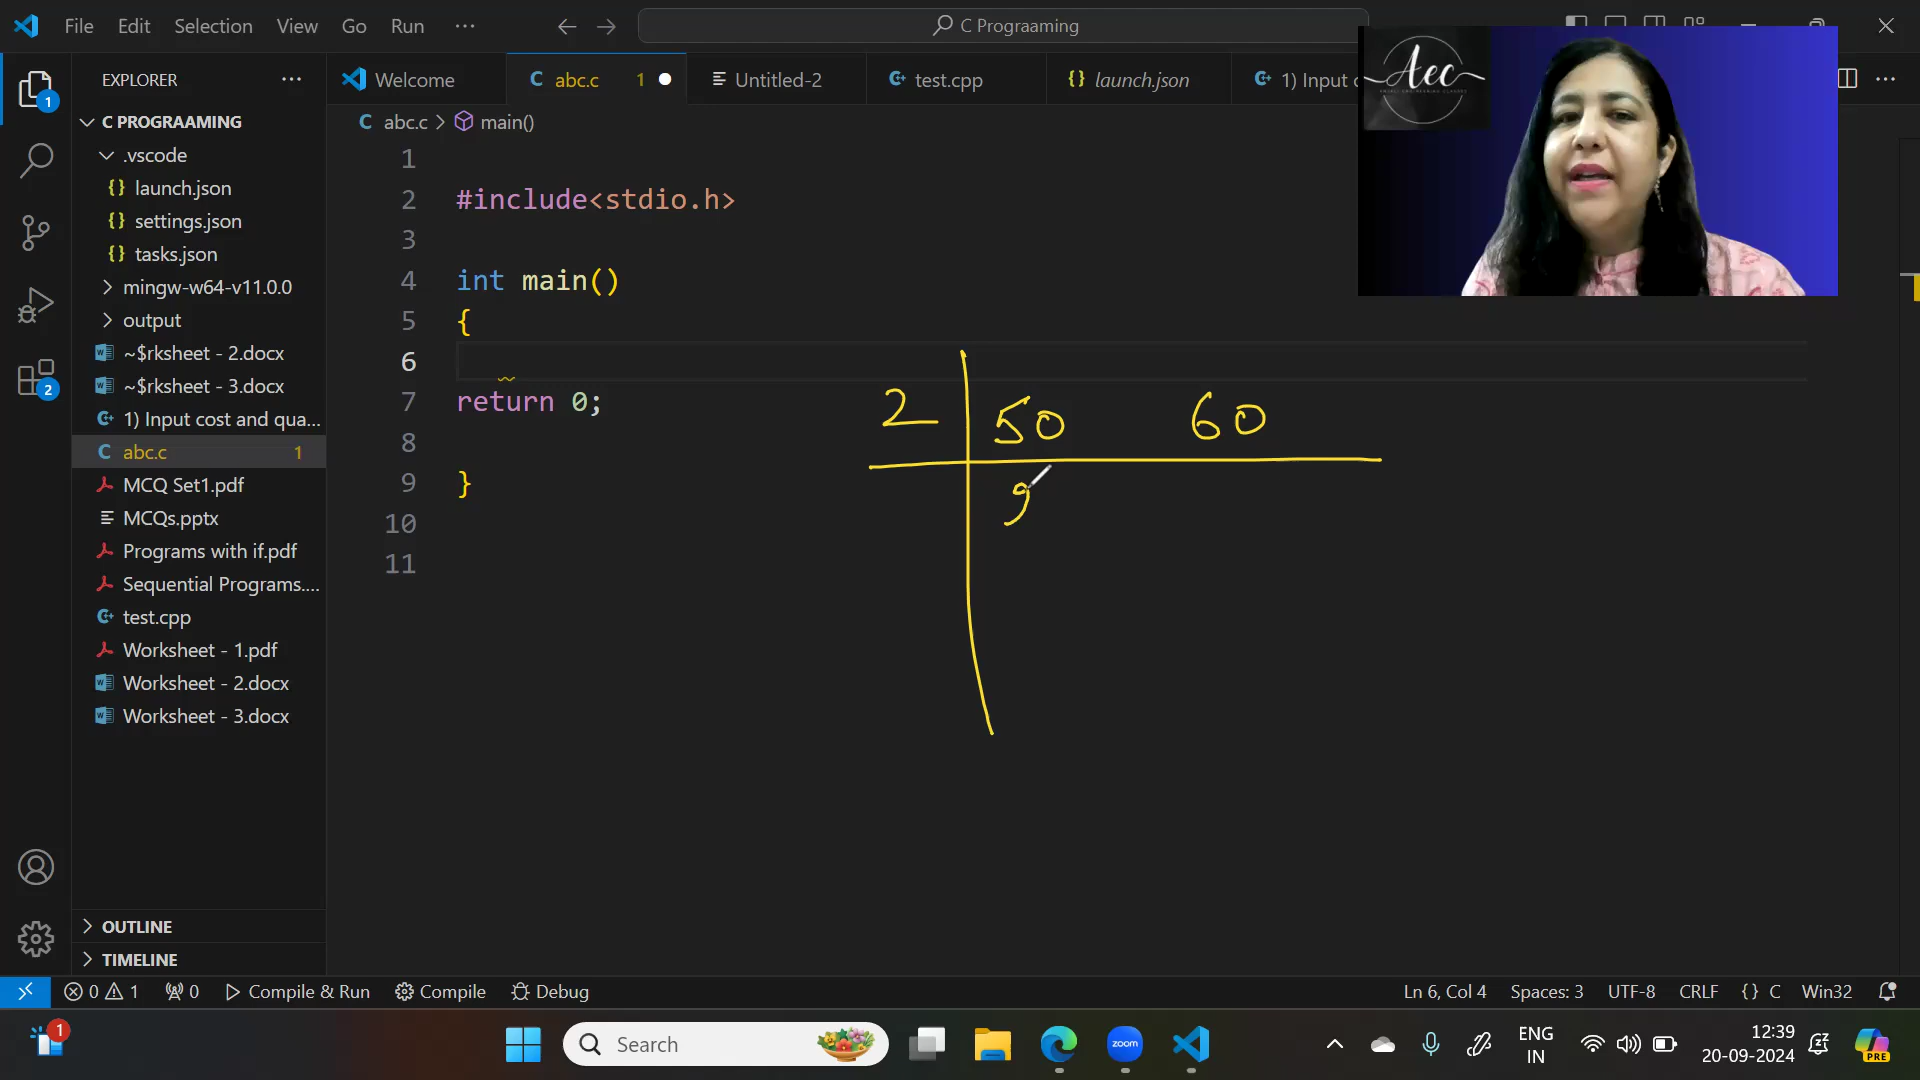 File Edit Selection View Go Run ··· C Prograaming
EXPLORER ···
Welcome
abc.c 1
Untitled-2
test.cpp
launch.json
1) Input c
Aec
C PROGRAAMING
.vscode
launch.json
settings.json
tasks.json
mingw-w64-v11.0.0
output
~$rksheet - 2.docx
~$rksheet - 3.docx
1) Input cost and qua...
abc.c 1
MCQ Set1.pdf
MCQs.pptx
Programs with if.pdf
Sequential Programs....
test.cpp
Worksheet - 1.pdf
Worksheet - 2.docx
Worksheet - 3.docx
OUTLINE
TIMELINE
1
2
abc.c > main()
1
2 #include<stdio.h>
3
4 int main()
5 {
6
7 return 0;
8
9 }
10
11
2 50 60
9
0 1 0 Compile & Run Compile Debug
Ln 6, Col 4 Spaces: 3 UTF-8 CRLF {} C Win32
1 Search zoom
ENG
IN
12:39
20-09-2024
PRE